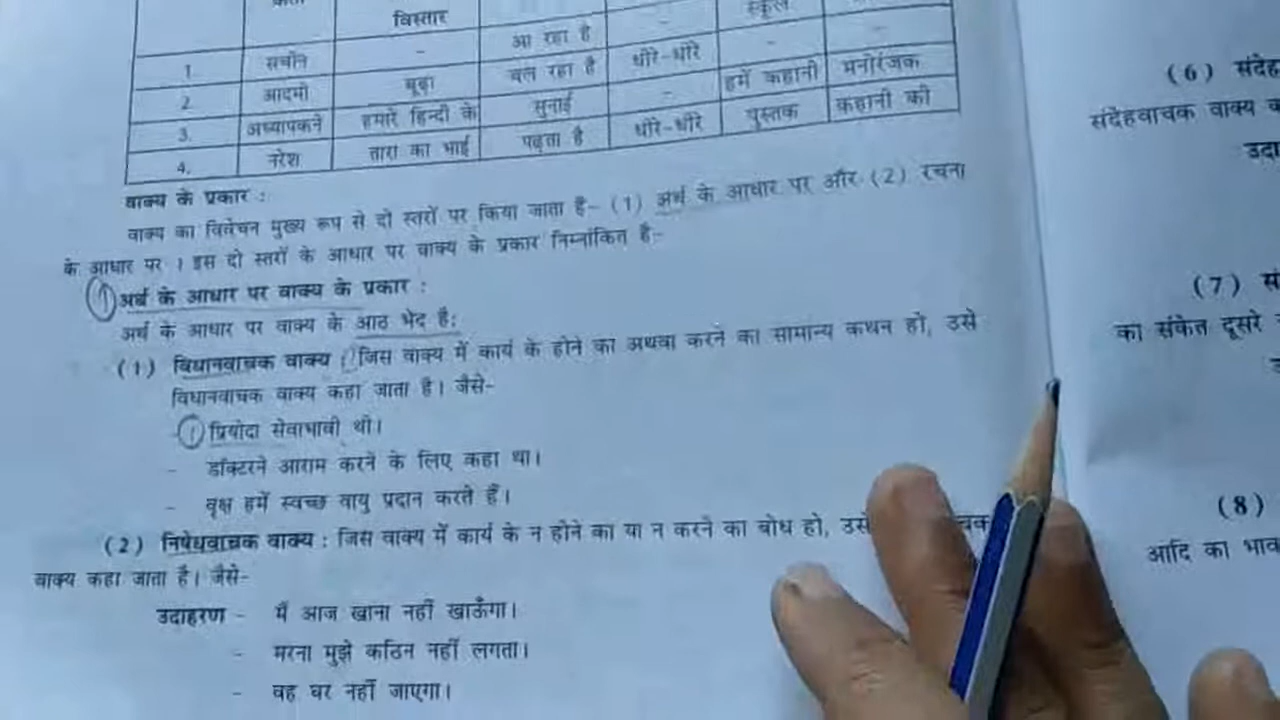 विस्तार आ रहा है - स्कूल
1. सचीन - चल रहा है धीरे-धीरे - -
2. आदमी बूढ़ा सुनाई - हमें कहानी मनोरंजक
3. अध्यापकने हमारे हिन्दी के पढ़ता है धीरे-धीरे पुस्तक कहानी की
4. नरेश तारा का भाई
वाक्य के प्रकार :
वाक्य का विवेचन मुख्य रूप से दो स्तरों पर किया जाता है- (1) अर्थ के आधार पर और (2) रचना
के आधार पर । इस दो स्तरों के आधार पर वाक्य के प्रकार निम्नांकित है:-
1 अर्थ के आधार पर वाक्य के प्रकार :
अर्थ के आधार पर वाक्य के आठ भेद है:
(1) विधानवाचक वाक्य : जिस वाक्य में कार्य के होने का अथवा करने का सामान्य कथन हो, उसे
विधानवाचक वाक्य कहा जाता है। जैसे-
- प्रियोदा सेवाभावी थी।
- डॉक्टरने आराम करने के लिए कहा था।
- वृक्ष हमें स्वच्छ वायु प्रदान करते हैं।
(2) निषेधवाचक वाक्य : जिस वाक्य में कार्य के न होने का या न करने का बोध हो, उस चक
वाक्य कहा जाता है। जैसे-
उदाहरण - मैं आज खाना नहीं खाऊँगा।
- मरना मुझे कठिन नहीं लगता।
- वह घर नहीं जाएगा।
(6) संदेह
संदेहवाचक वाक्य क
उदा
(7) सं
का संकेत दूसरे
उ
(8)
आदि का भाव